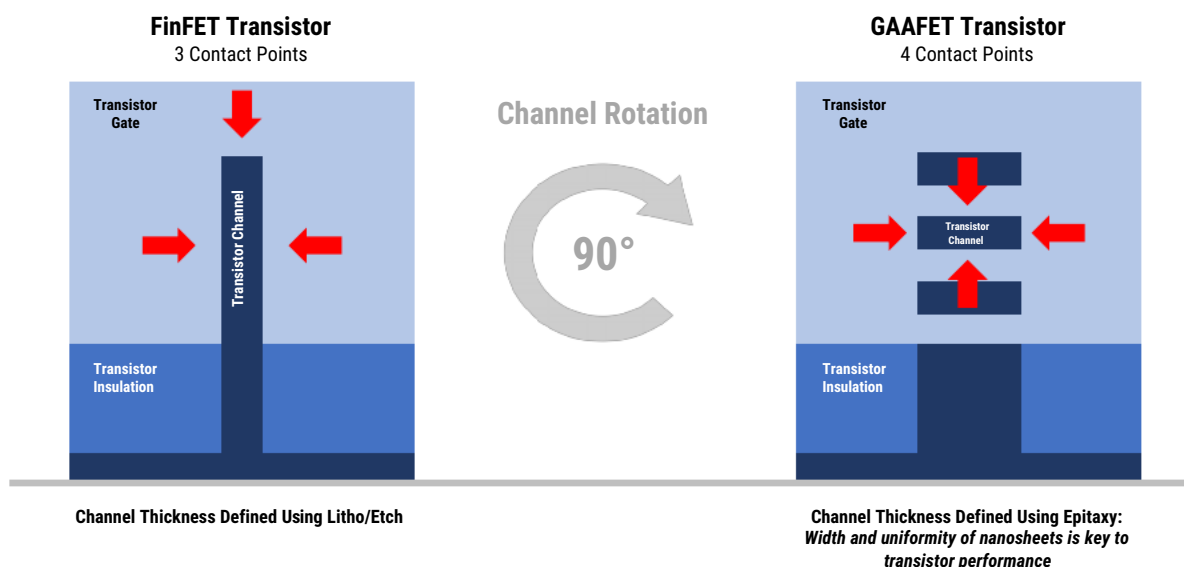 FinFET Transistor
3 Contact Points
Transistor
Gate
Transistor Channel
Transistor
Insulation
Channel Thickness Defined Using Litho/Etch
Channel Rotation
90°
GAAFET Transistor
4 Contact Points
Transistor
Gate
Transistor
Channel
Transistor
Insulation
Channel Thickness Defined Using Epitaxy:
Width and uniformity of nanosheets is key to
transistor performance